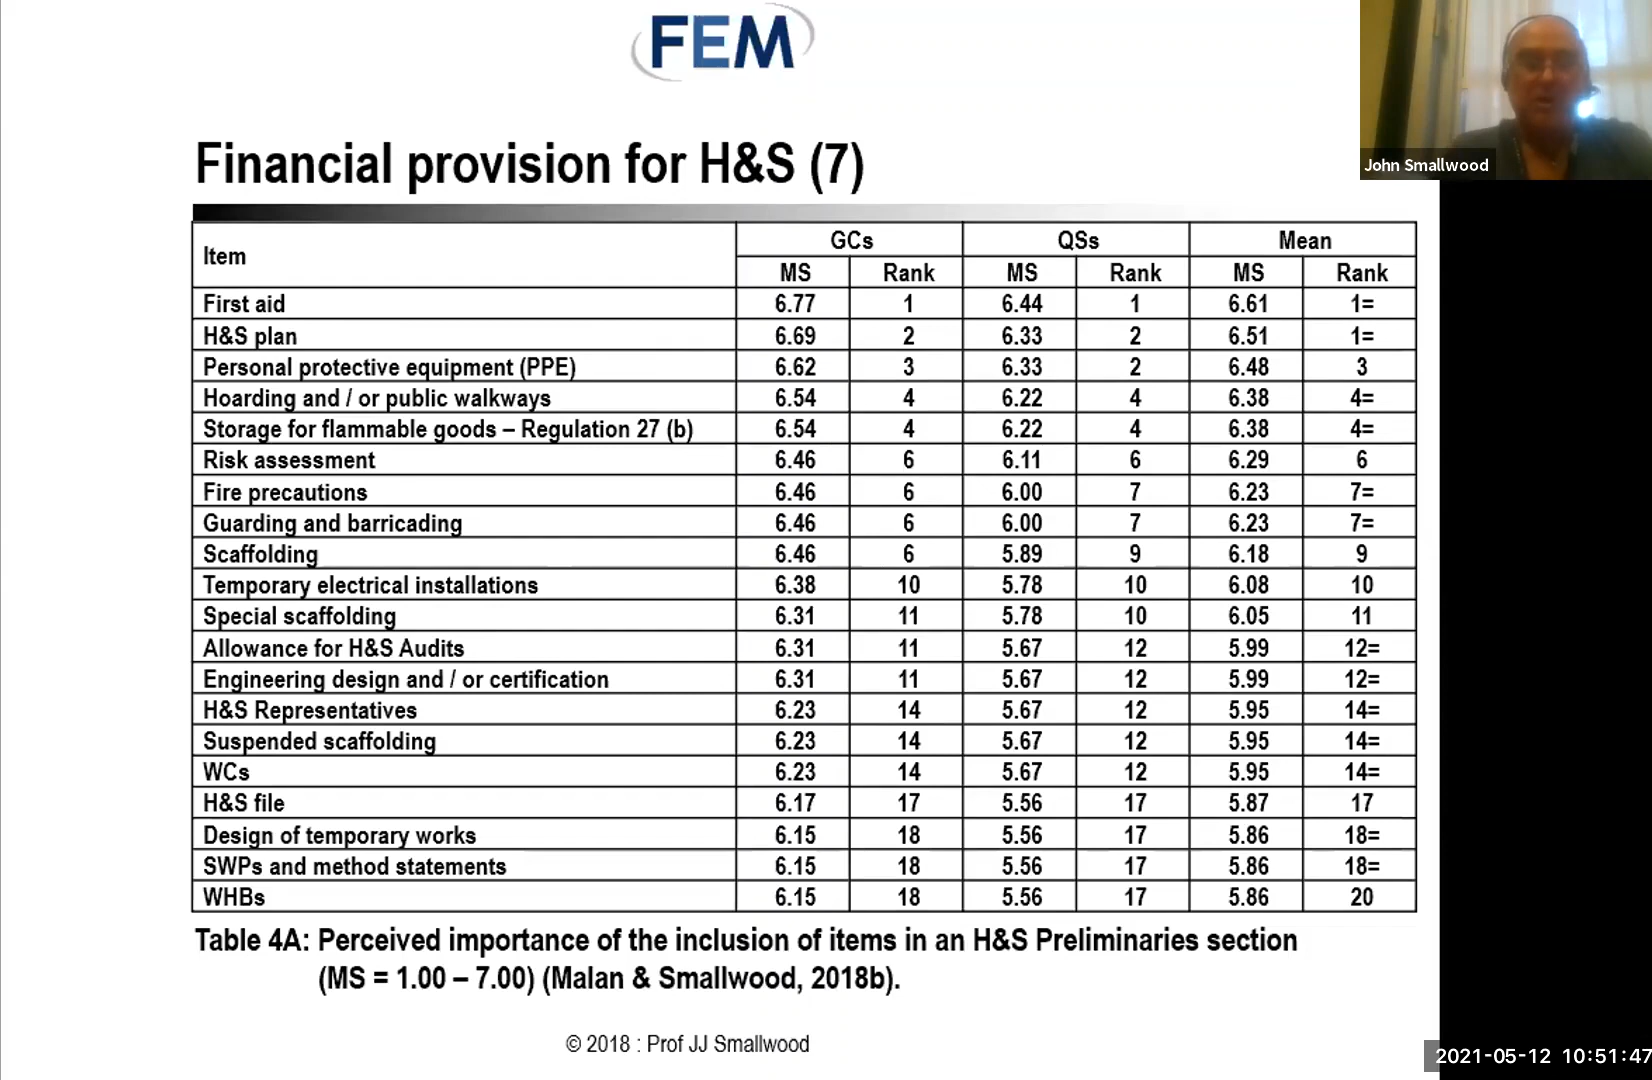 FEM
John Smallwood
Financial provision for H&S (7)
Item GCs QSs Mean
MS Rank MS Rank MS Rank
First aid 6.77 1 6.44 1 6.61 1=
H&S plan 6.69 2 6.33 2 6.51 1=
Personal protective equipment (PPE) 6.62 3 6.33 2 6.48 3
Hoarding and / or public walkways 6.54 4 6.22 4 6.38 4=
Storage for flammable goods – Regulation 27 (b) 6.54 4 6.22 4 6.38 4=
Risk assessment 6.46 6 6.11 6 6.29 6
Fire precautions 6.46 6 6.00 7 6.23 7=
Guarding and barricading 6.46 6 6.00 7 6.23 7=
Scaffolding 6.46 6 5.89 9 6.18 9
Temporary electrical installations 6.38 10 5.78 10 6.08 10
Special scaffolding 6.31 11 5.78 10 6.05 11
Allowance for H&S Audits 6.31 11 5.67 12 5.99 12=
Engineering design and / or certification 6.31 11 5.67 12 5.99 12=
H&S Representatives 6.23 14 5.67 12 5.95 14=
Suspended scaffolding 6.23 14 5.67 12 5.95 14=
WCs 6.23 14 5.67 12 5.95 14=
H&S file 6.17 17 5.56 17 5.87 17
Design of temporary works 6.15 18 5.56 17 5.86 18=
SWPs and method statements 6.15 18 5.56 17 5.86 18=
WHBs 6.15 18 5.56 17 5.86 20
Table 4A: Perceived importance of the inclusion of items in an H&S Preliminaries section
(MS = 1.00 – 7.00) (Malan & Smallwood, 2018b).
© 2018 : Prof JJ Smallwood
2021-05-12 10:51:47